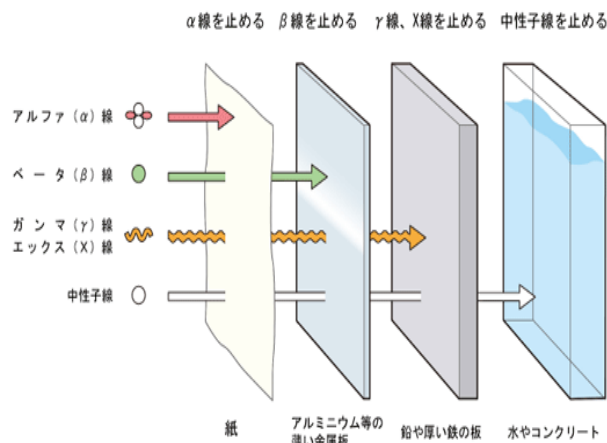 α線を止める β線を止める γ線、X線を止める 中性子線を止める
アルファ（α）線
ベータ（β）線
ガンマ（γ）線
エックス（X）線
中性子線
紙
アルミニウム等の
薄い金属板
鉛や厚い鉄の板
水やコンクリート